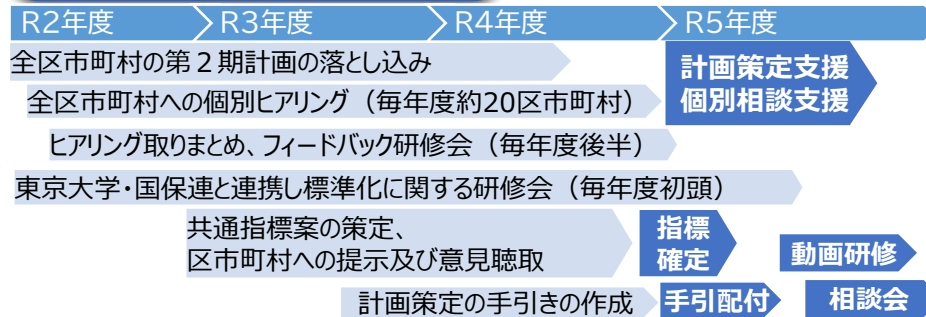 R2年度 R3年度 R4年度 R5年度
全区市町村の第２期計画の落とし込み
計画策定支援
個別相談支援
全区市町村への個別ヒアリング（毎年度約20区市町村）
ヒアリング取りまとめ、フィードバック研修会（毎年度後半）
東京大学・国保連と連携し標準化に関する研修会（毎年度初頭）
共通指標案の策定、
区市町村への提示及び意見聴取
指標
確定
動画研修
計画策定の手引きの作成
手引配付
相談会